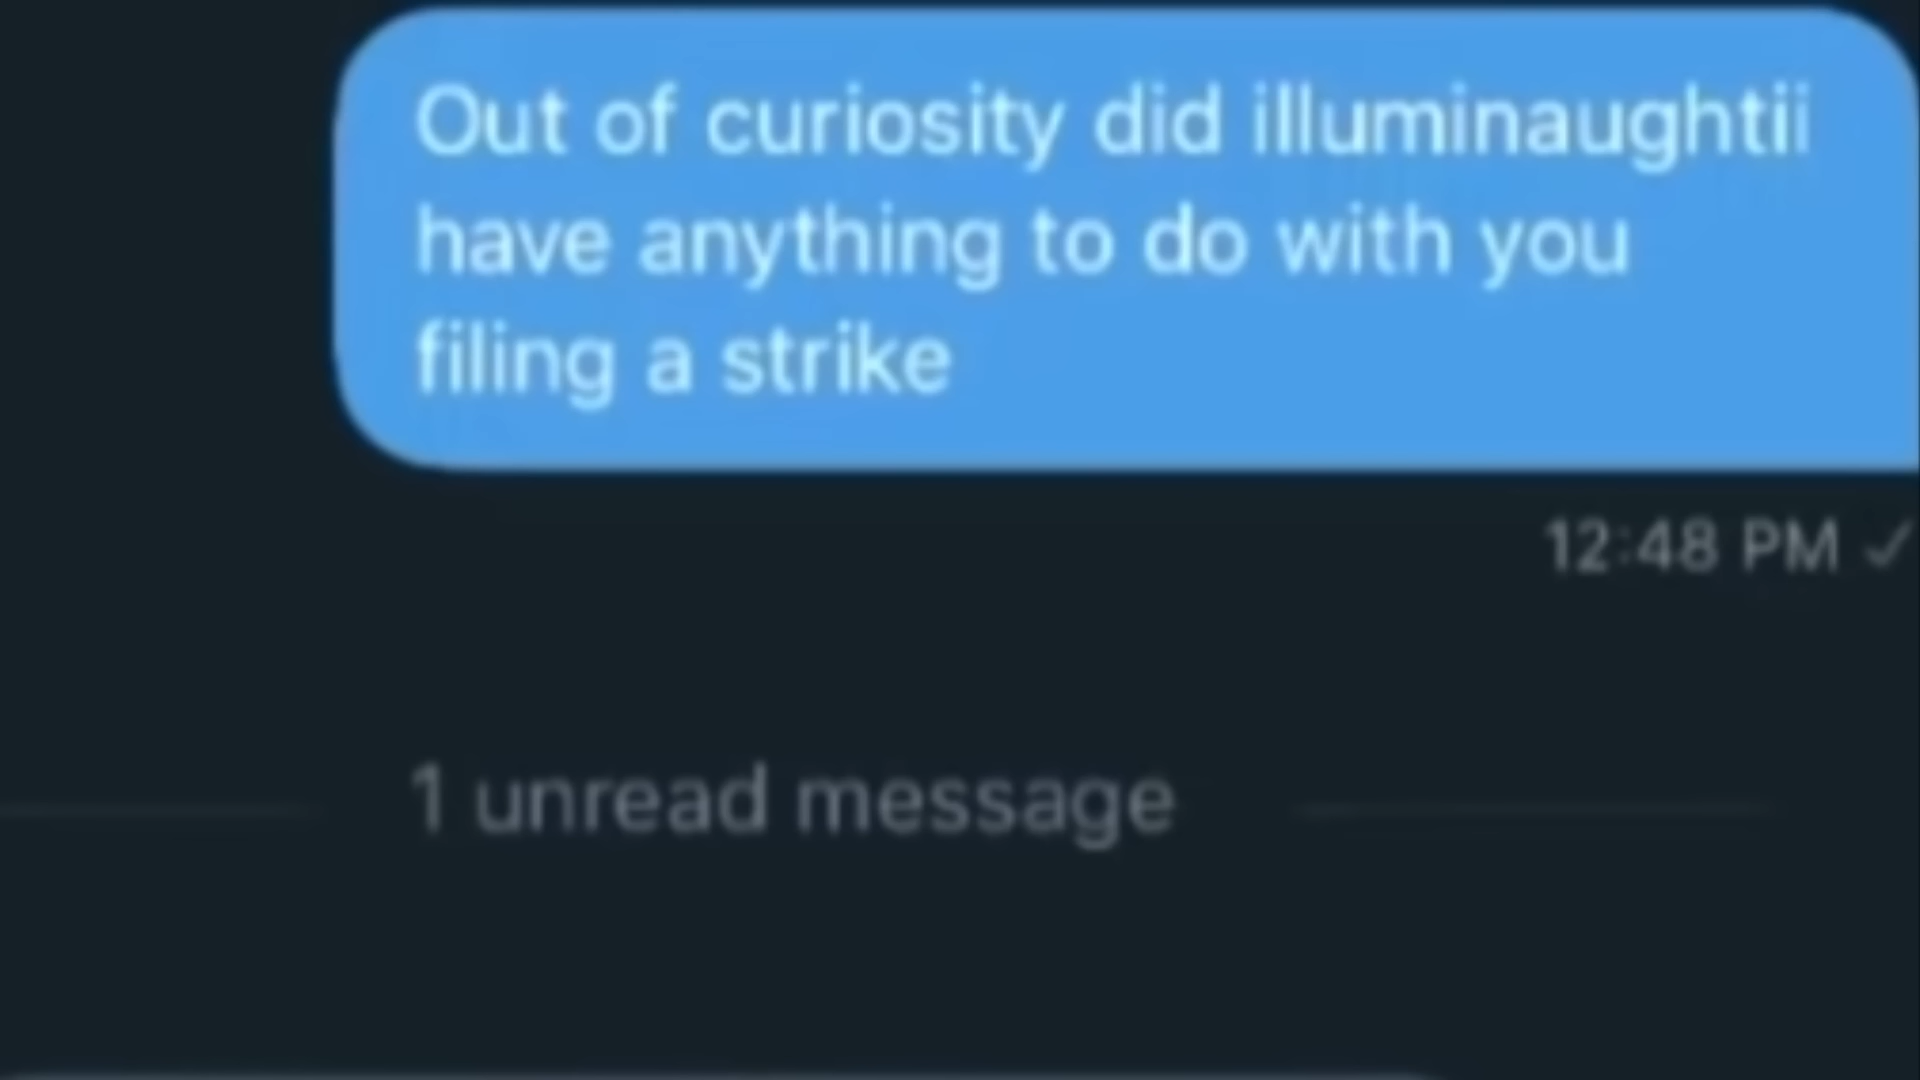 Out of curiosity did illuminaughtii
have anything to do with you
filing a strike
12:48 PM ✓
1 unread message